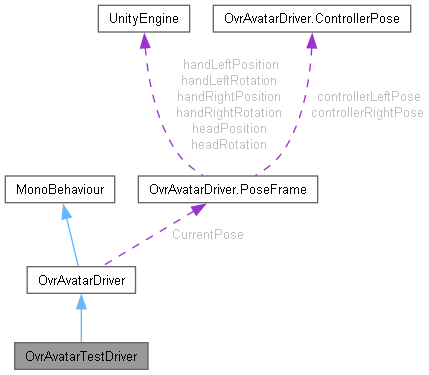 UnityEngine
OvrAvatarDriver.ControllerPose
handLeftPosition
handLeftRotation
handRightPosition
handRightRotation
headPosition
headRotation
controllerLeftPose
controllerRightPose
MonoBehaviour
OvrAvatarDriver.PoseFrame
CurrentPose
OvrAvatarDriver
OvrAvatarTestDriver